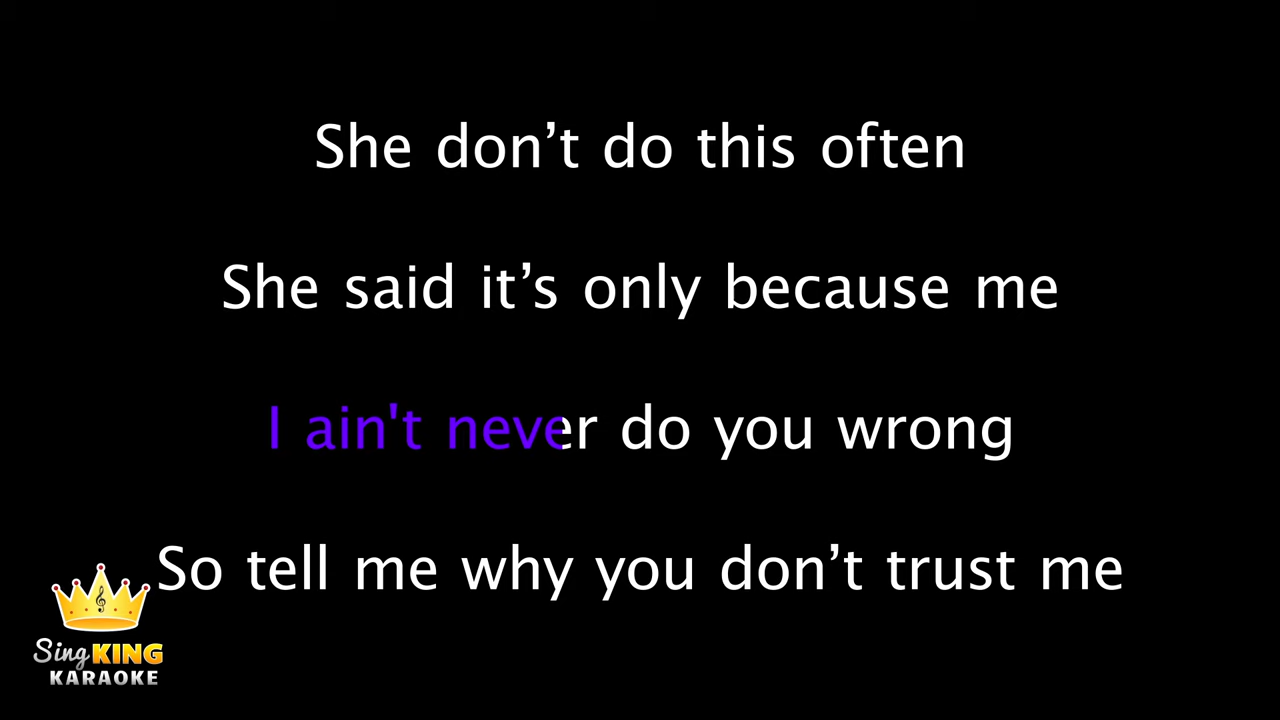 She don’t do this often
She said it’s only because me
I ain't never do you wrong
So tell me why you don’t trust me
Sing KING
KARAOKE